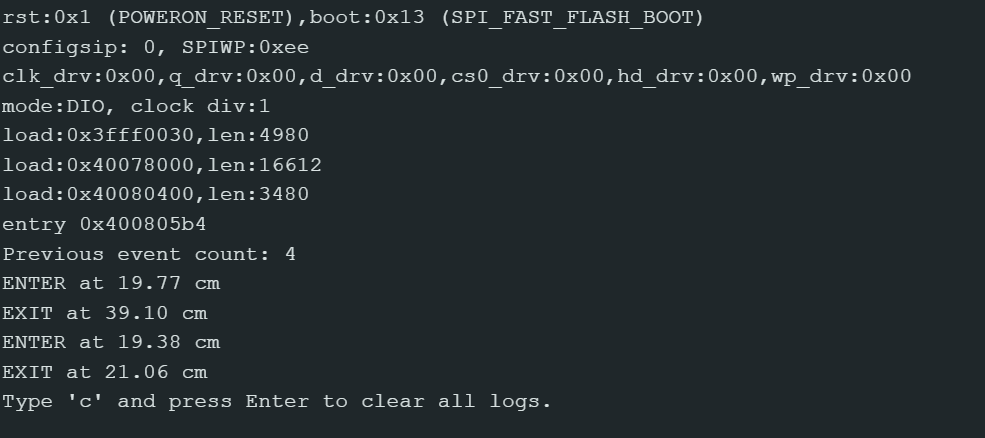 rst:0x1 (POWERON_RESET),boot:0x13 (SPI_FAST_FLASH_BOOT)
configsip: 0, SPIWP:0xee
clk_drv:0x00,q_drv:0x00,d_drv:0x00,cs0_drv:0x00,hd_drv:0x00,wp_drv:0x00
mode:DIO, clock div:1
load:0x3fff0030,len:4980
load:0x40078000,len:16612
load:0x40080400,len:3480
entry 0x400805b4
Previous event count: 4
ENTER at 19.77 cm
EXIT at 39.10 cm
ENTER at 19.38 cm
EXIT at 21.06 cm
Type 'c' and press Enter to clear all logs.